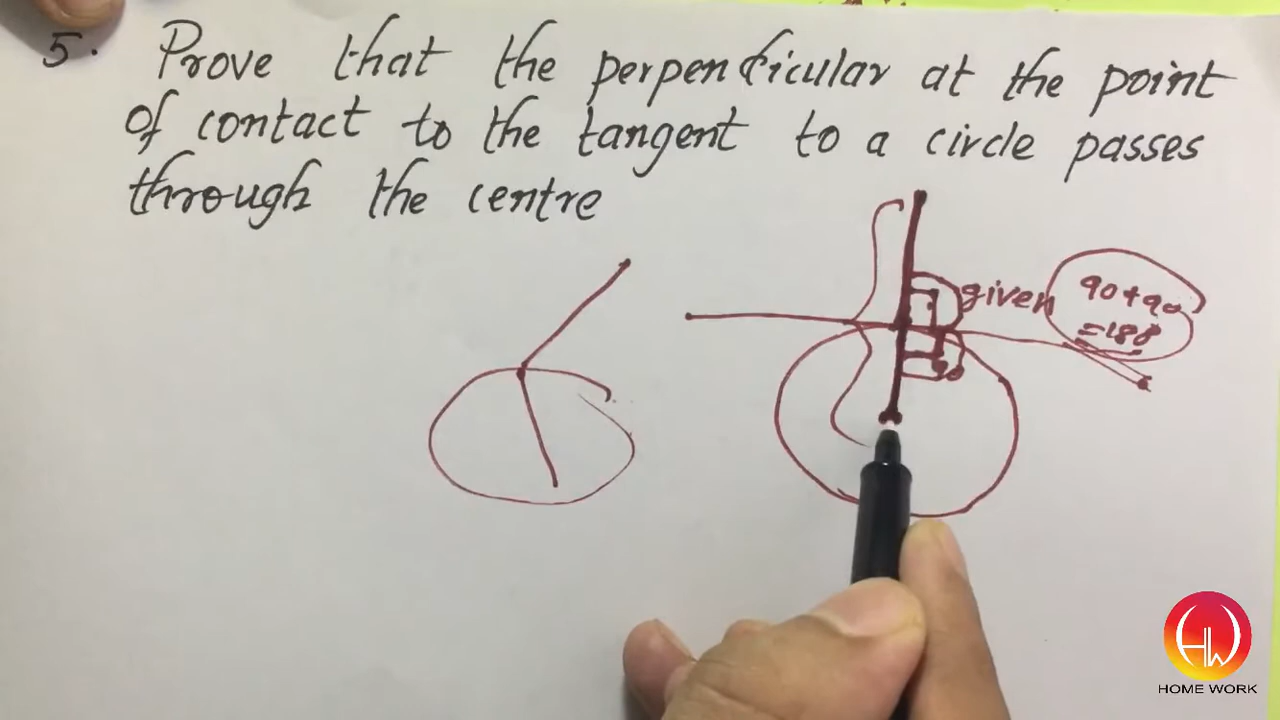 5. Prove that the perpendicular at the point
of contact to the tangent to a circle passes
through the centre
given
90+90
=180
90
HW
HOME WORK